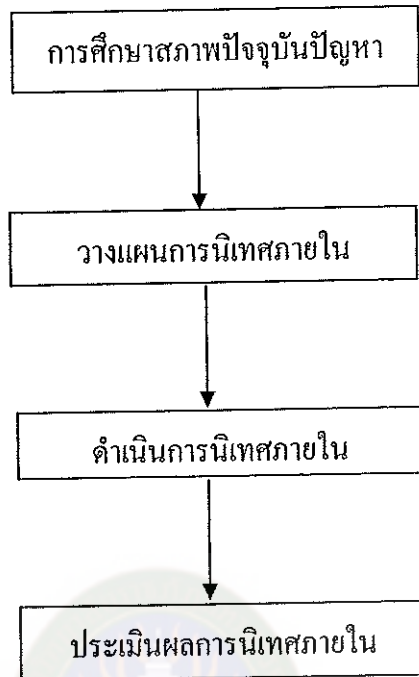 การศึกษาสภาพปัจจุบันปัญหา
วางแผนการนิเทศภายใน
ดำเนินการนิเทศภายใน
ประเมินผลการนิเทศภายใน